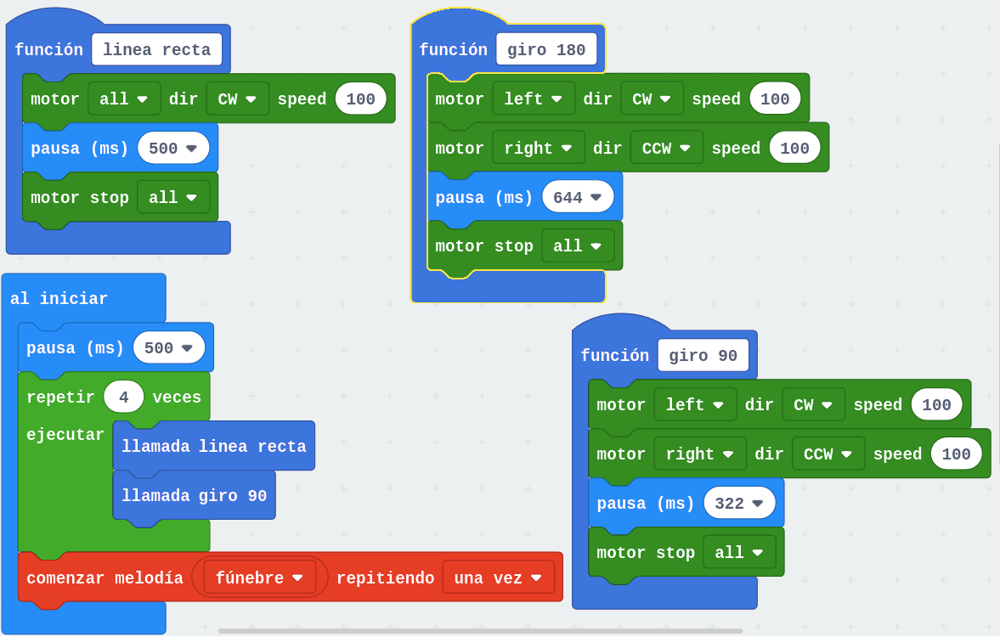 función linea recta
motor all dir CW speed 100
pausa (ms) 500
motor stop all
función giro 180
motor left dir CW speed 100
motor right dir CCW speed 100
pausa (ms) 644
motor stop all
al iniciar
pausa (ms) 500
repetir 4 veces
ejecutar
llamada linea recta
llamada giro 90
comenzar melodía fúnebre repitiendo una vez
función giro 90
motor left dir CW speed 100
motor right dir CCW speed 100
pausa (ms) 322
motor stop all